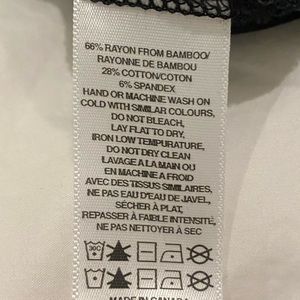 66% RAYON FROM BAMBOO/
RAYONNE DE BAMBOU
28% COTTON/COTON
6% SPANDEX
HAND OR MACHINE WASH ON
COLD WITH SIMILAR COLOURS,
DO NOT BLEACH,
LAY FLAT TO DRY,
IRON LOW TEMPERATURE,
DO NOT DRY CLEAN
LAVAGE A LA MAIN OU
EN MACHINE A FROID
AVEC DES TISSUS SIMILAIRES,
NE PAS EAU D'EAU DE JAVEL,
SÉCHER À PLAT,
REPASSER À FAIBLE INTENSITÉ,
NE PAS NETTOYER À SEC
30C
30C
MADE IN CANADA